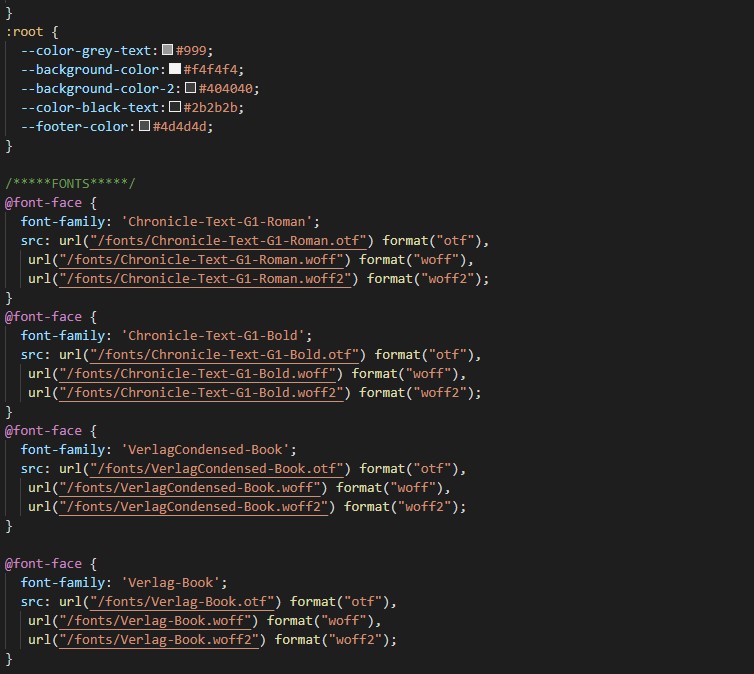 }
:root {
--color-grey-text: #999;
--background-color: #f4f4f4;
--background-color-2: #404040;
--color-black-text: #2b2b2b;
--footer-color: #4d4d4d;
}
/*****FONTS*****/
@font-face {
font-family: 'Chronicle-Text-G1-Roman';
src: url("/fonts/Chronicle-Text-G1-Roman.otf") format("otf"),
url("/fonts/Chronicle-Text-G1-Roman.woff") format("woff"),
url("/fonts/Chronicle-Text-G1-Roman.woff2") format("woff2");
}
@font-face {
font-family: 'Chronicle-Text-G1-Bold';
src: url("/fonts/Chronicle-Text-G1-Bold.otf") format("otf"),
url("/fonts/Chronicle-Text-G1-Bold.woff") format("woff"),
url("/fonts/Chronicle-Text-G1-Bold.woff2") format("woff2");
}
@font-face {
font-family: 'VerlagCondensed-Book';
src: url("/fonts/VerlagCondensed-Book.otf") format("otf"),
url("/fonts/VerlagCondensed-Book.woff") format("woff"),
url("/fonts/VerlagCondensed-Book.woff2") format("woff2");
}
@font-face {
font-family: 'Verlag-Book';
src: url("/fonts/Verlag-Book.otf") format("otf"),
url("/fonts/Verlag-Book.woff") format("woff"),
url("/fonts/Verlag-Book.woff2") format("woff2");
}